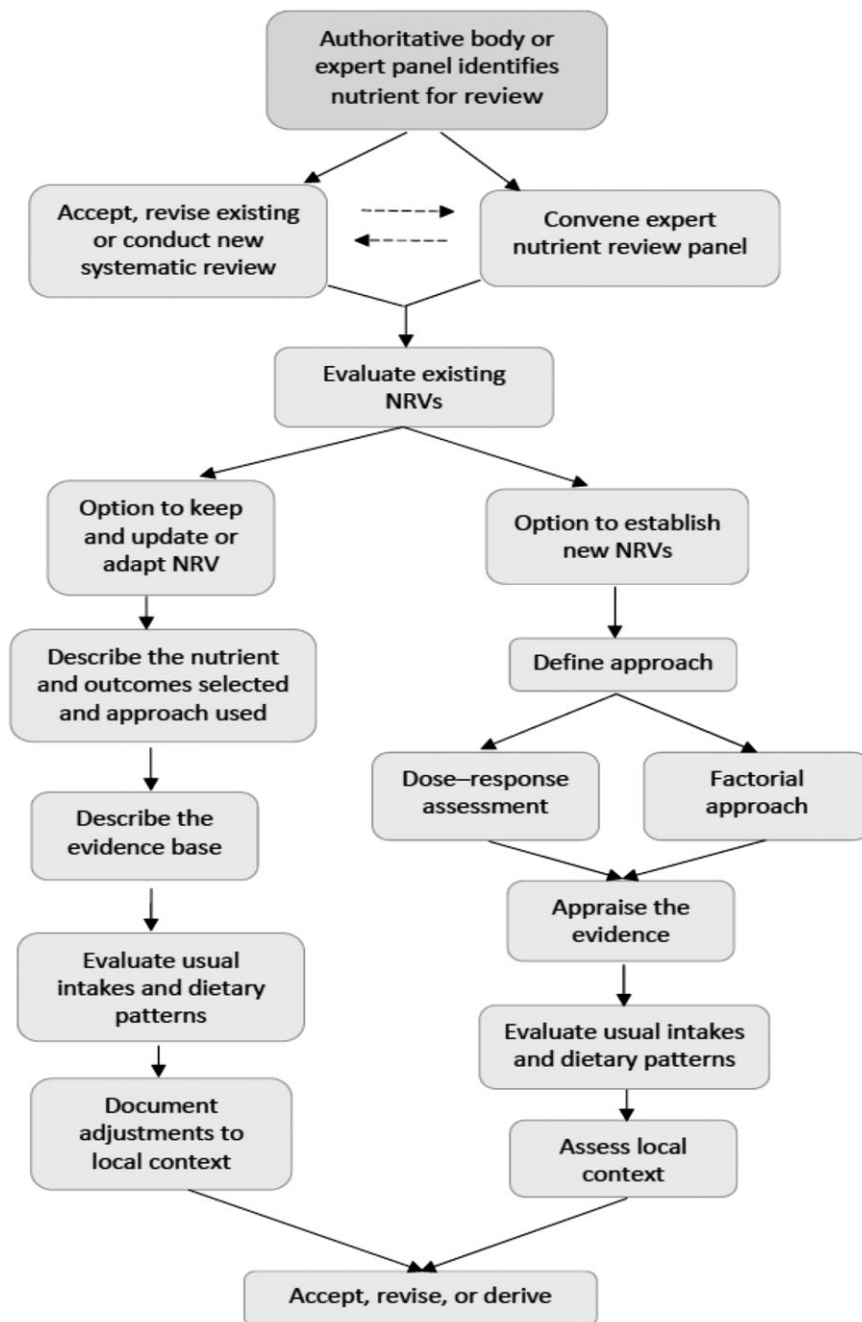 Authoritative body or
expert panel identifies
nutrient for review
Accept, revise existing
or conduct new
systematic review
Convene expert
nutrient review panel
Evaluate existing
NRVs
Option to keep
and update or
adapt NRV
Option to establish
new NRVs
Describe the nutrient
and outcomes selected
and approach used
Define approach
Dose–response
assessment
Factorial
approach
Describe the
evidence base
Appraise the
evidence
Evaluate usual
intakes and dietary
patterns
Evaluate usual intakes
and dietary patterns
Document
adjustments to
local context
Assess local
context
Accept, revise, or derive